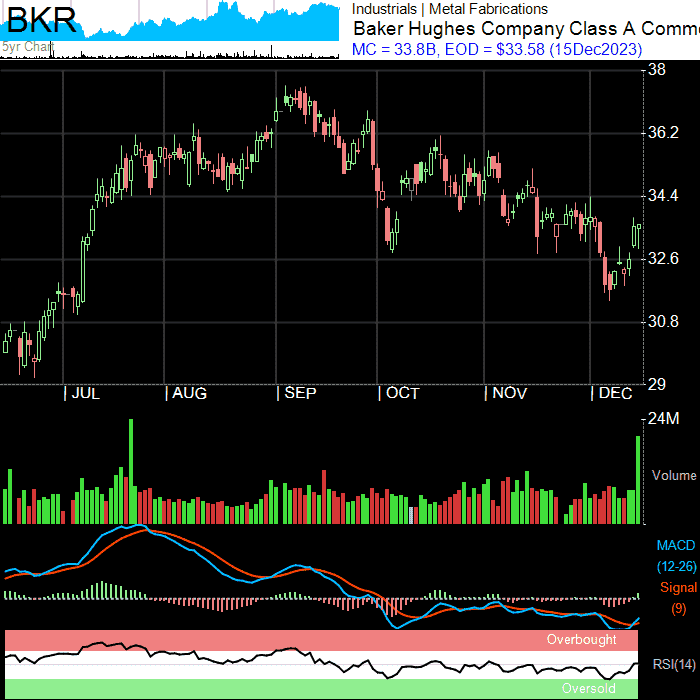 BKR
5yr Chart
Industrials | Metal Fabrications
Baker Hughes Company Class A Comm
MC = 33.8B, EOD = $33.58 (15Dec2023)
38
36.2
34.4
32.6
30.8
29
| JUL | AUG | SEP | OCT | NOV | DEC
24M
Volume
MACD
(12-26)
Signal
(9)
Overbought
RSI(14)
Oversold